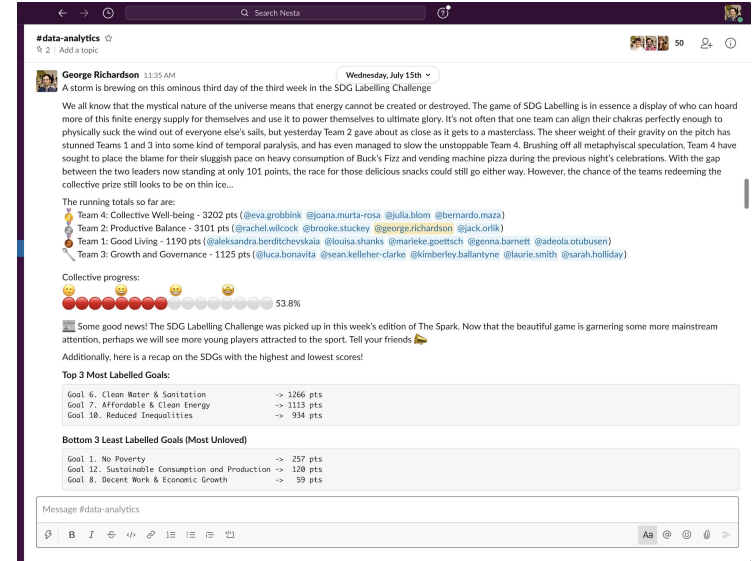 Search Nesta
#data-analytics
2 | Add a topic
50
George Richardson 11:35 AM
Wednesday, July 15th
A storm is brewing on this ominous third day of the third week in the SDG Labelling Challenge
We all know that the mystical nature of the universe means that energy cannot be created or destroyed. The game of SDG Labelling is in essence a display of who can hoard
more of this finite energy supply for themselves and use it to power themselves to ultimate glory. It's not often that one team can align their chakras perfectly enough to
physically suck the wind out of everyone else's sails, but yesterday Team 2 gave about as close as it gets to a masterclass. The sheer weight of their gravity on the pitch has
stunned Teams 1 and 3 into some kind of temporal paralysis, and has even managed to slow the unstoppable Team 4. Brushing off all metaphyiscal speculation, Team 4 have
sought to place the blame for their sluggish pace on heavy consumption of Buck's Fizz and vending machine pizza during the previous night's celebrations. With the gap
between the two leaders now standing at only 101 points, the race for those delicious snacks could still go either way. However, the chance of the teams redeeming the
collective prize still looks to be on thin ice...
The running totals so far are:
Team 4: Collective Well-being - 3202 pts (@eva.grobbink @joana.murta-rosa @julia.blom @bernardo.maza)
Team 2: Productive Balance - 3101 pts (@rachel.wilcock @brooke.stuckey @george.richardson @jack.orlik)
Team 1: Good Living - 1190 pts (@aleksandra.berditchevskaia @louisa.shanks @marieke.goettsch @genna.barnett @adeola.otubusen)
Team 3: Growth and Governance - 1125 pts (@luca.bonavita @sean.kelleher-clarke @kimberley.ballantyne @laurie.smith @sarah.holliday)
Collective progress:
53.8%
Some good news! The SDG Labelling Challenge was picked up in this week's edition of The Spark. Now that the beautiful game is garnering some more mainstream
attention, perhaps we will see more young players attracted to the sport. Tell your friends
Additionally, here is a recap on the SDGs with the highest and lowest scores!
Top 3 Most Labelled Goals:
Goal 6. Clean Water & Sanitation -> 1266 pts
Goal 7. Affordable & Clean Energy -> 1113 pts
Goal 10. Reduced Inequalities -> 934 pts
Bottom 3 Least Labelled Goals (Most Unloved)
Goal 1. No Poverty -> 257 pts
Goal 12. Sustainable Consumption and Production -> 120 pts
Goal 8. Decent Work & Economic Growth -> 59 pts
Message #data-analytics
B I S </> Aa @